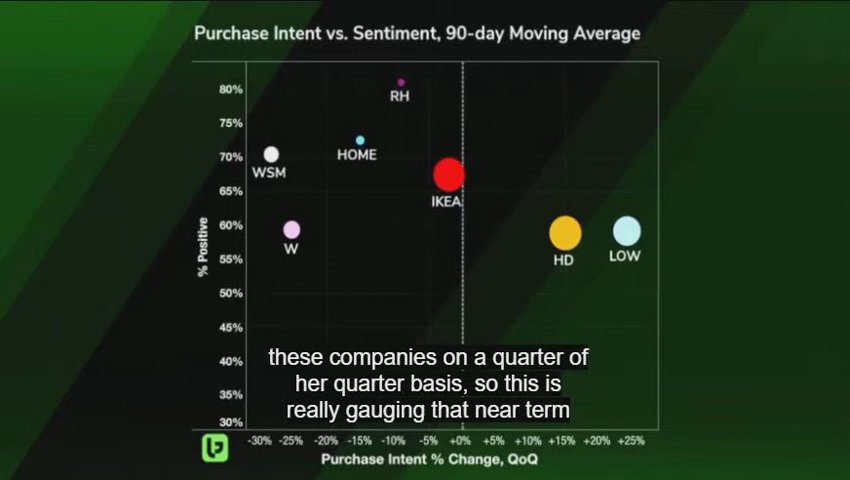 Purchase Intent vs. Sentiment, 90-day Moving Average
80%
RH
75%
HOME
70%
WSM
65%
IKEA
60%
W
HD
LOW
55%
% Positive
50%
45%
40%
35%
30%
these companies on a quarter of
her quarter basis, so this is
really gauging that near term
-30% -25% -20% -15% -10% -5% +0% +5% +10% +15% +20% +25%
Purchase Intent % Change, QoQ